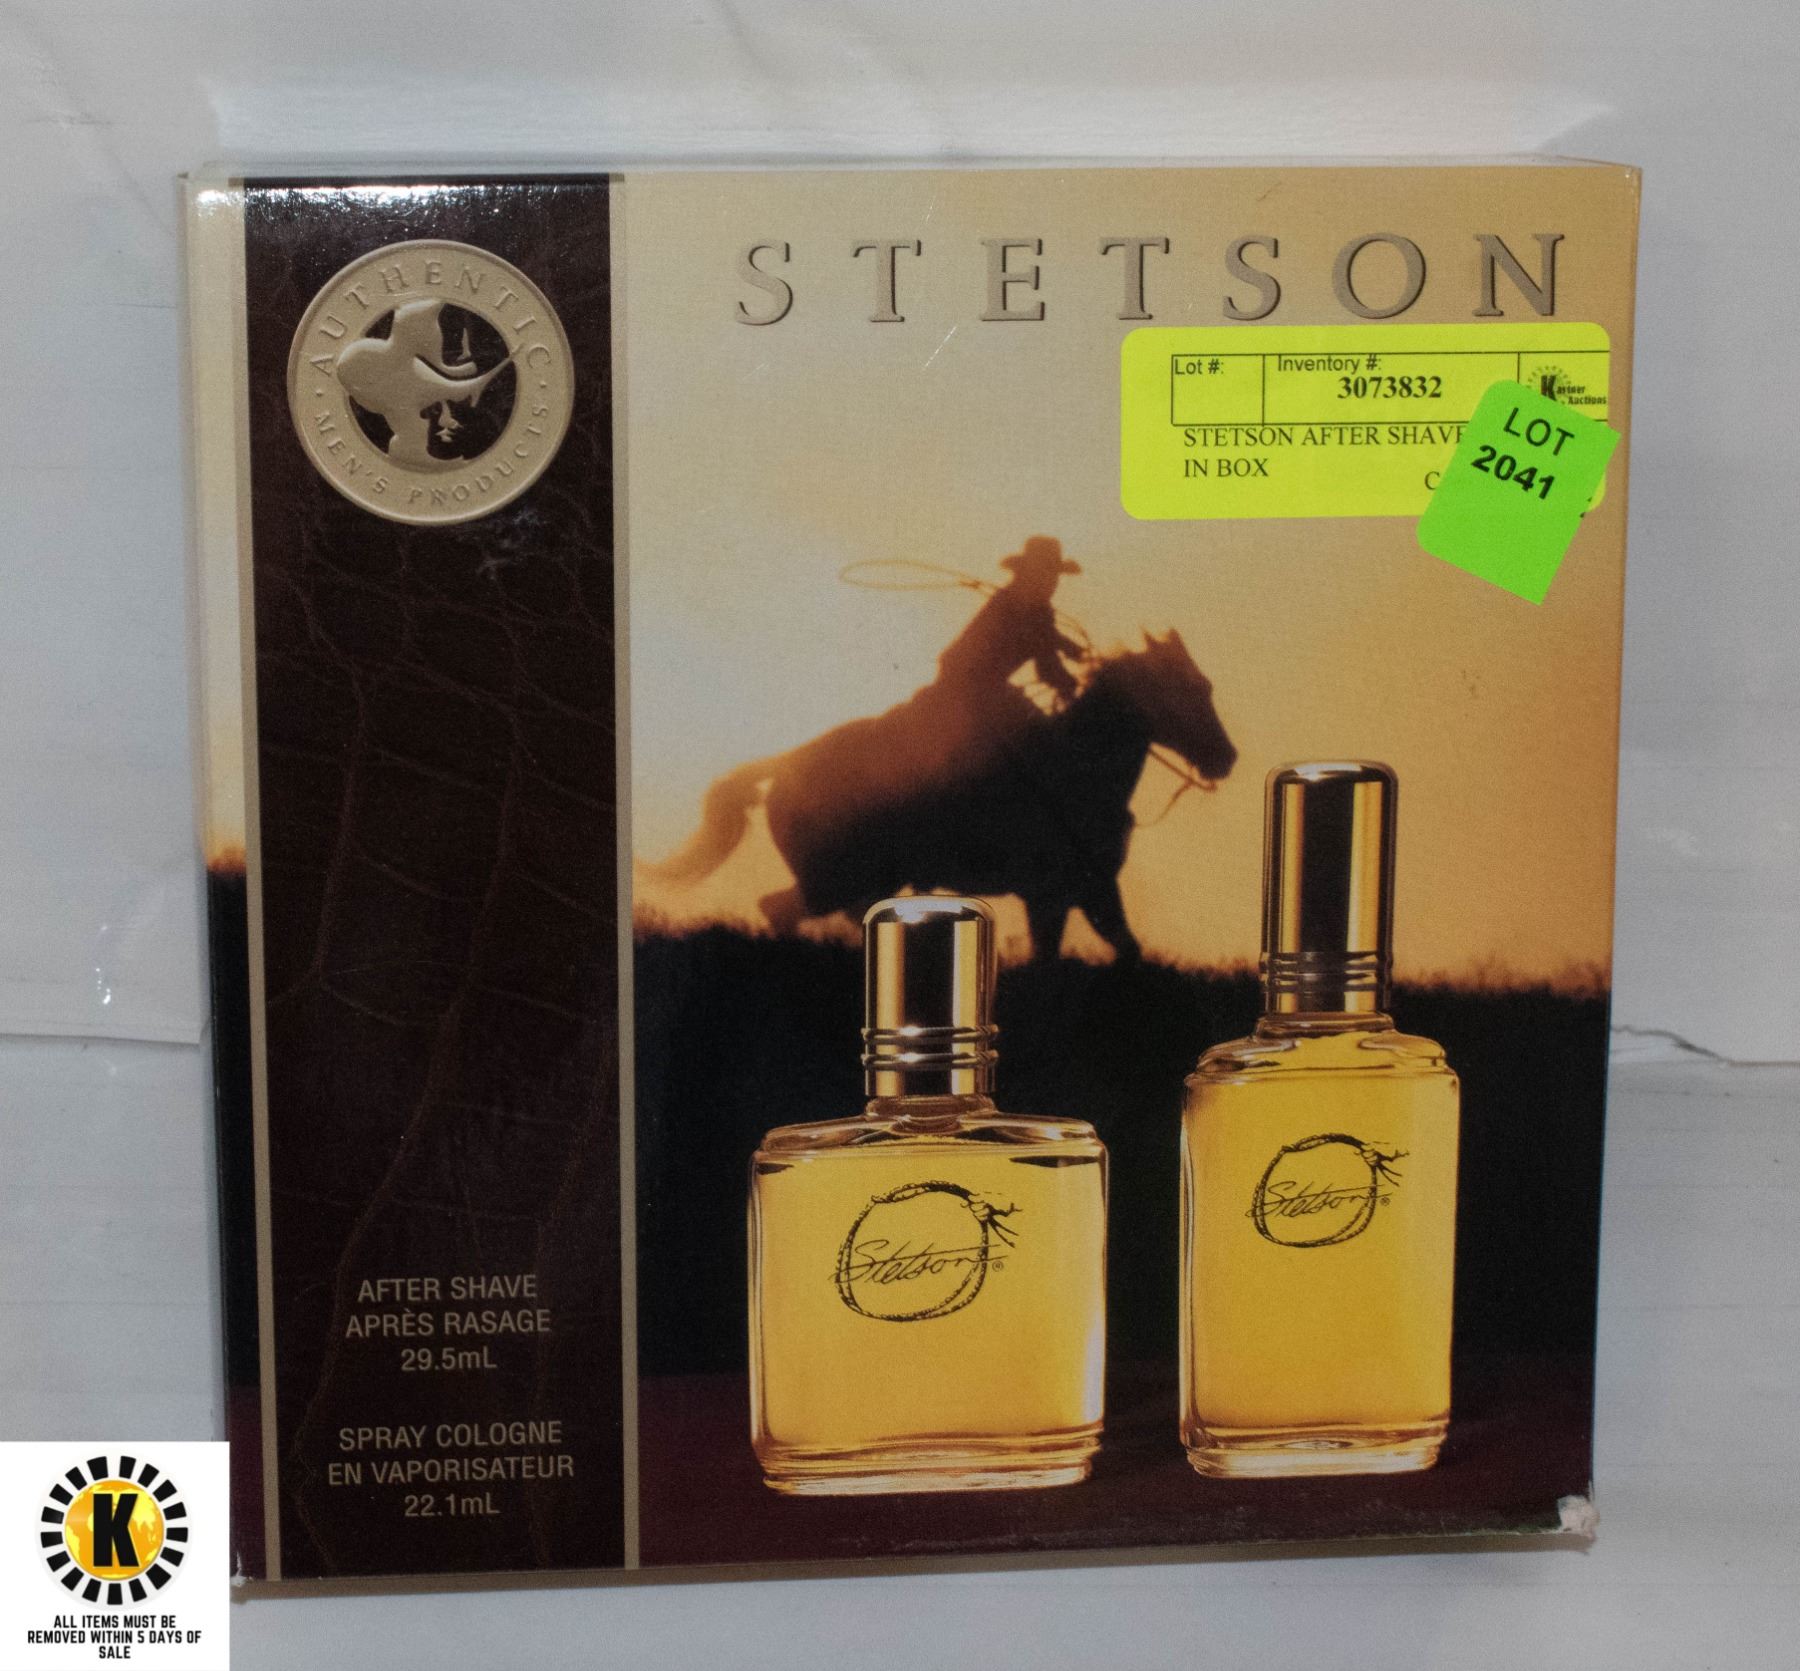 AUTHENTIC
· MEN'S PRODUCTS ·
STETSON
Lot #: Inventory #:
3073832
Kastner
Auctions
STETSON AFTER SHAVE
IN BOX
LOT
2041
AFTER SHAVE
APRÈS RASAGE
29.5mL
SPRAY COLOGNE
EN VAPORISATEUR
22.1mL
Stetson®
Stetson®
K
ALL ITEMS MUST BE
REMOVED WITHIN 5 DAYS OF
SALE